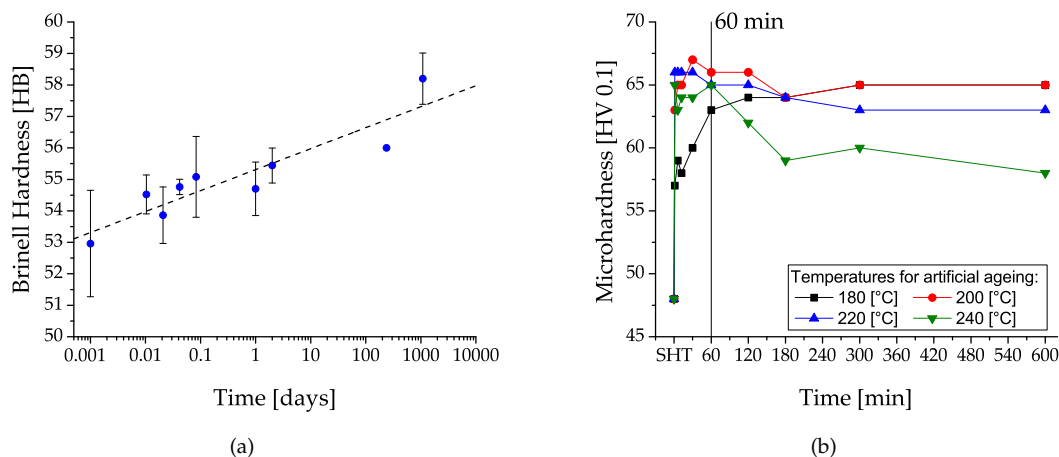 60
59
58
57
56
55
54
53
52
51
50
Brinell Hardness [HB]
0.001 0.01 0.1 1 10 100 1000 10000
Time [days]
(a)
60 min
70
65
60
55
50
45
Microhardness [HV 0.1]
Temperatures for artificial ageing:
180 [°C] 200 [°C]
220 [°C] 240 [°C]
SHT 60 120 180 240 300 360 420 480 540 600
Time [min]
(b)